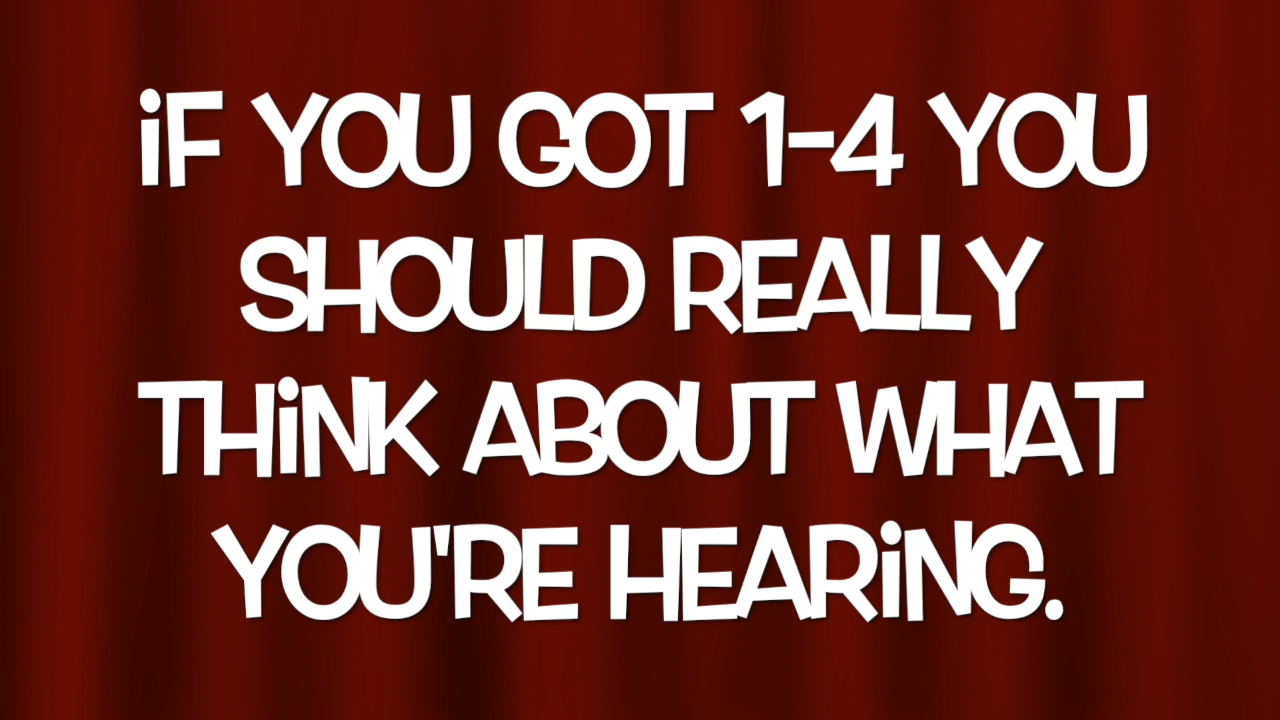 iF YOU GOT 1-4 YOU
SHOULD REALLY
THiNK ABOUT WHAT
YOU'RE HEARiNG.